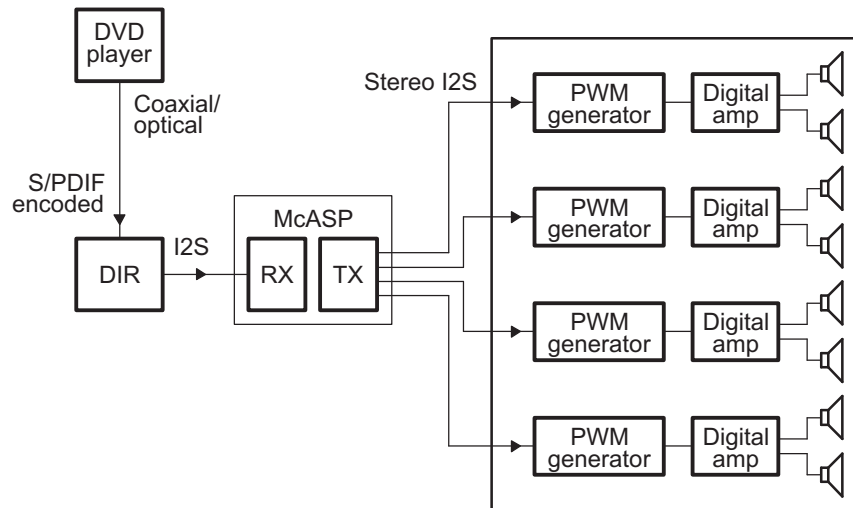 DVD
player
Coaxial/
optical
S/PDIF
encoded
DIR
I2S
McASP
RX
TX
Stereo I2S
PWM
generator
Digital
amp
PWM
generator
Digital
amp
PWM
generator
Digital
amp
PWM
generator
Digital
amp